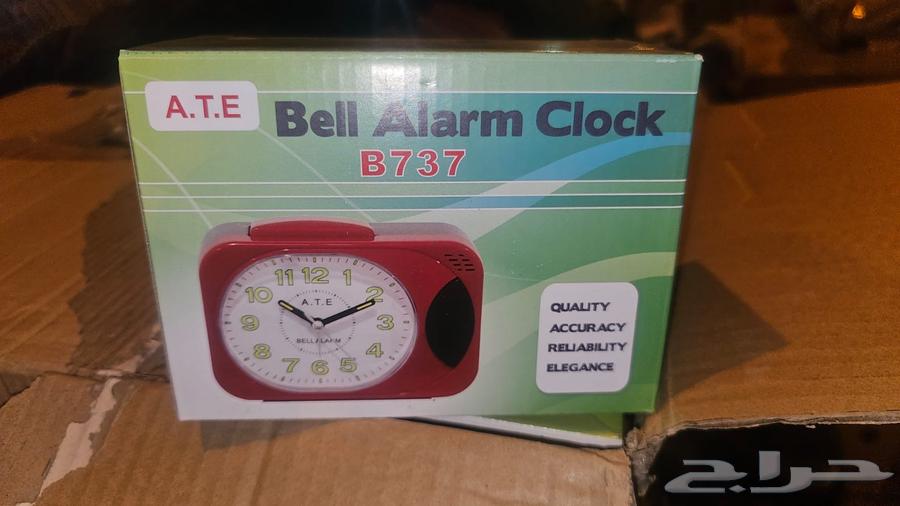 A.T.E
Bell Alarm Clock
B737
11 12 1
10 2
9 3
8 4
7 6 5
A.T.E
BELL ALARM
QUALITY
ACCURACY
RELIABILITY
ELEGANCE
حراج